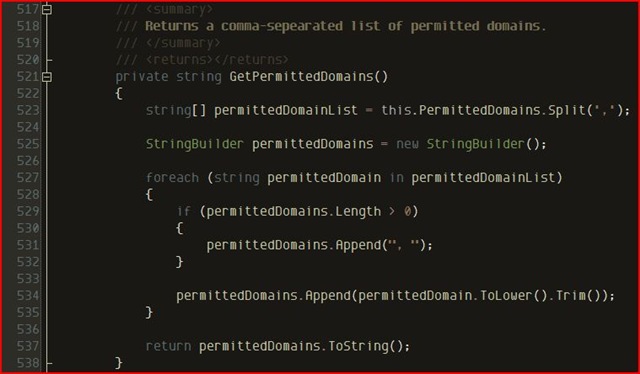 517 /// <summary>
518 /// Returns a comma-sepearated list of permitted domains.
519 /// </summary>
520 /// <returns></returns>
521 private string GetPermittedDomains()
522 {
523 string[] permittedDomainList = this.PermittedDomains.Split(',');
524
525 StringBuilder permittedDomains = new StringBuilder();
526
527 foreach (string permittedDomain in permittedDomainList)
528 {
529 if (permittedDomains.Length > 0)
530 {
531 permittedDomains.Append(", ");
532 }
533
534 permittedDomains.Append(permittedDomain.ToLower().Trim());
535 }
536
537 return permittedDomains.ToString();
538 }